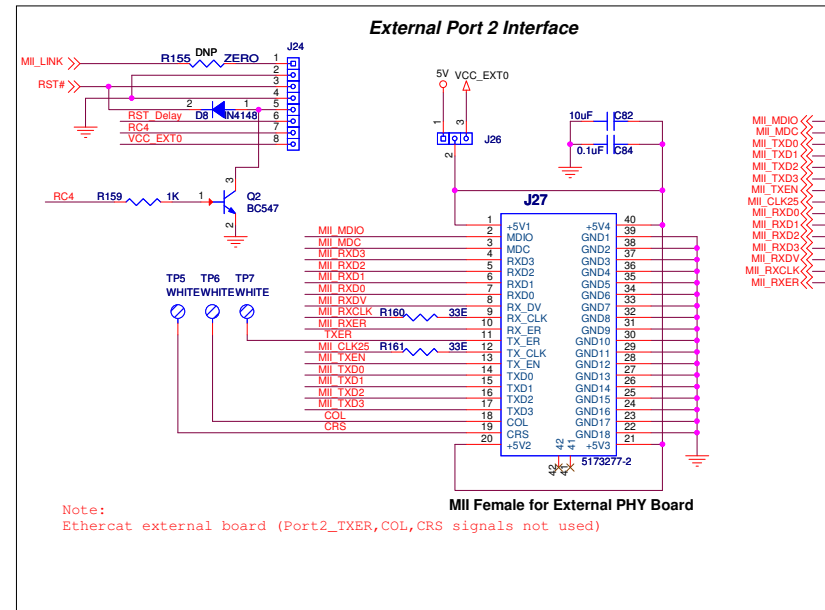 External Port 2 Interface
MII_LINK
R155
DNP
ZERO
J24
1
2
3
4
5
6
7
8
RST#
2
D8
1
IN4148
RST_Delay
RC4
VCC_EXT0
RC4
R159
1K
1
3
2
Q2
BC547
5V
VCC_EXT0
1
3
2
J26
10uF
C82
0.1uF
C84
MII_MDIO
MII_MDC
MII_TXD0
MII_TXD1
MII_TXD2
MII_TXD3
MII_TXEN
MII_CLK25
MII_RXD0
MII_RXD1
MII_RXD2
MII_RXD3
MII_RXDV
MII_RXCLK
MII_RXER
TP5 TP6 TP7
WHITE WHITE WHITE
J27
1 +5V1 +5V4 40
MII_MDIO 2 MDIO GND1 39
MII_MDC 3 MDC GND2 38
MII_RXD3 4 RXD3 GND3 37
MII_RXD2 5 RXD2 GND4 36
MII_RXD1 6 RXD1 GND5 35
MII_RXD0 7 RXD0 GND6 34
MII_RXDV 8 RX_DV GND7 33
MII_RXCLK R160 33E 9 RX_CLK GND8 32
MII_RXER 10 RX_ER GND9 31
TXER 11 TX_ER GND10 30
MII_CLK25 R161 33E 12 TX_CLK GND11 29
MII_TXEN 13 TX_EN GND12 28
MII_TXD0 14 TXD0 GND13 27
MII_TXD1 15 TXD1 GND14 26
MII_TXD2 16 TXD2 GND15 25
MII_TXD3 17 TXD3 GND16 24
COL 18 COL GND17 23
CRS 19 CRS GND18 22
20 +5V2 42 41 +5V3 21
42 41
5173277-2
MII Female for External PHY Board
Note:
Ethercat external board (Port2_TXER,COL,CRS signals not used)